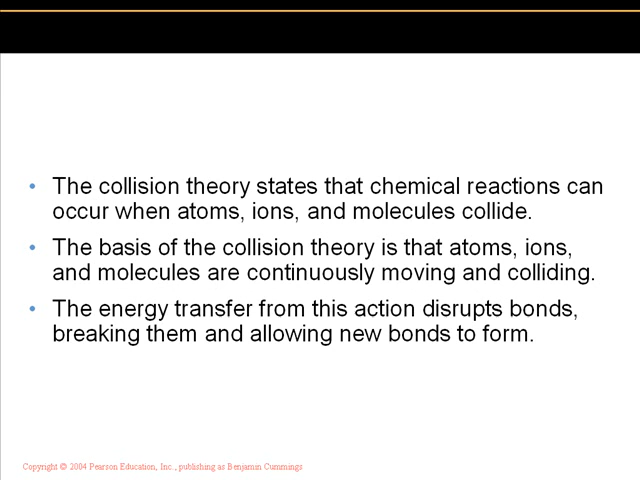 • The collision theory states that chemical reactions can
occur when atoms, ions, and molecules collide.
• The basis of the collision theory is that atoms, ions,
and molecules are continuously moving and colliding.
• The energy transfer from this action disrupts bonds,
breaking them and allowing new bonds to form.
Copyright © 2004 Pearson Education, Inc., publishing as Benjamin Cummings